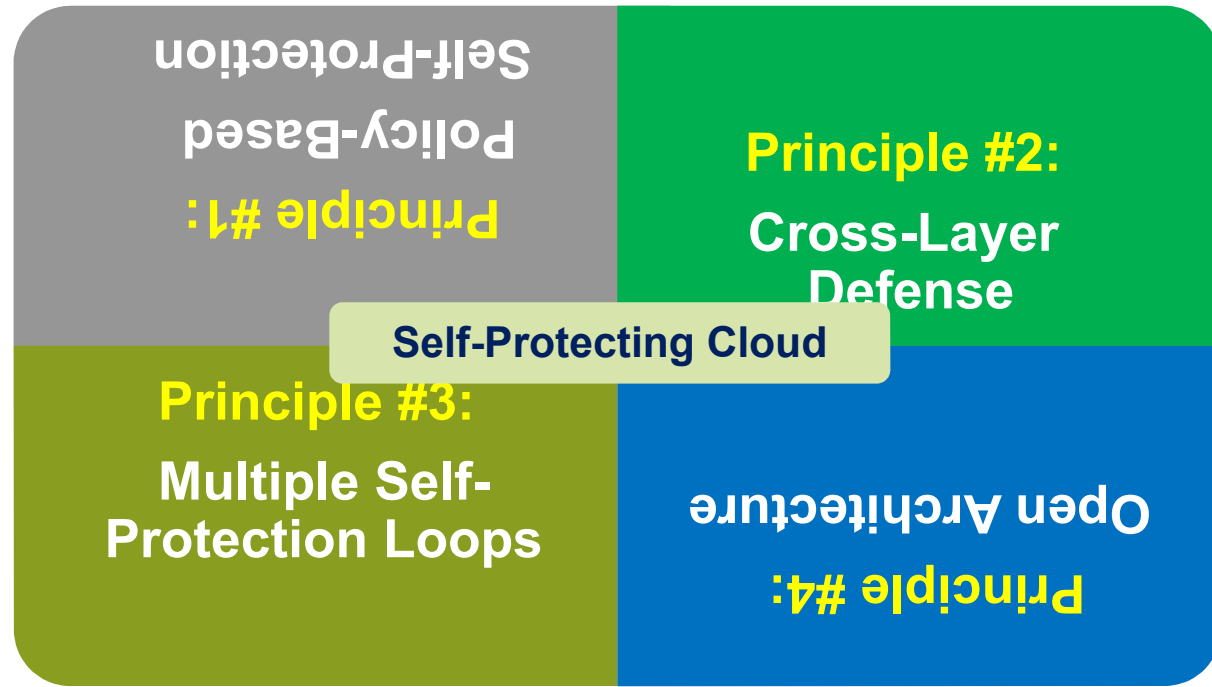 Principle #1:
Policy-Based
Self-Protection
Principle #2:
Cross-Layer
Defense
Self-Protecting Cloud
Principle #3:
Multiple Self-
Protection Loops
Principle #4:
Open Architecture